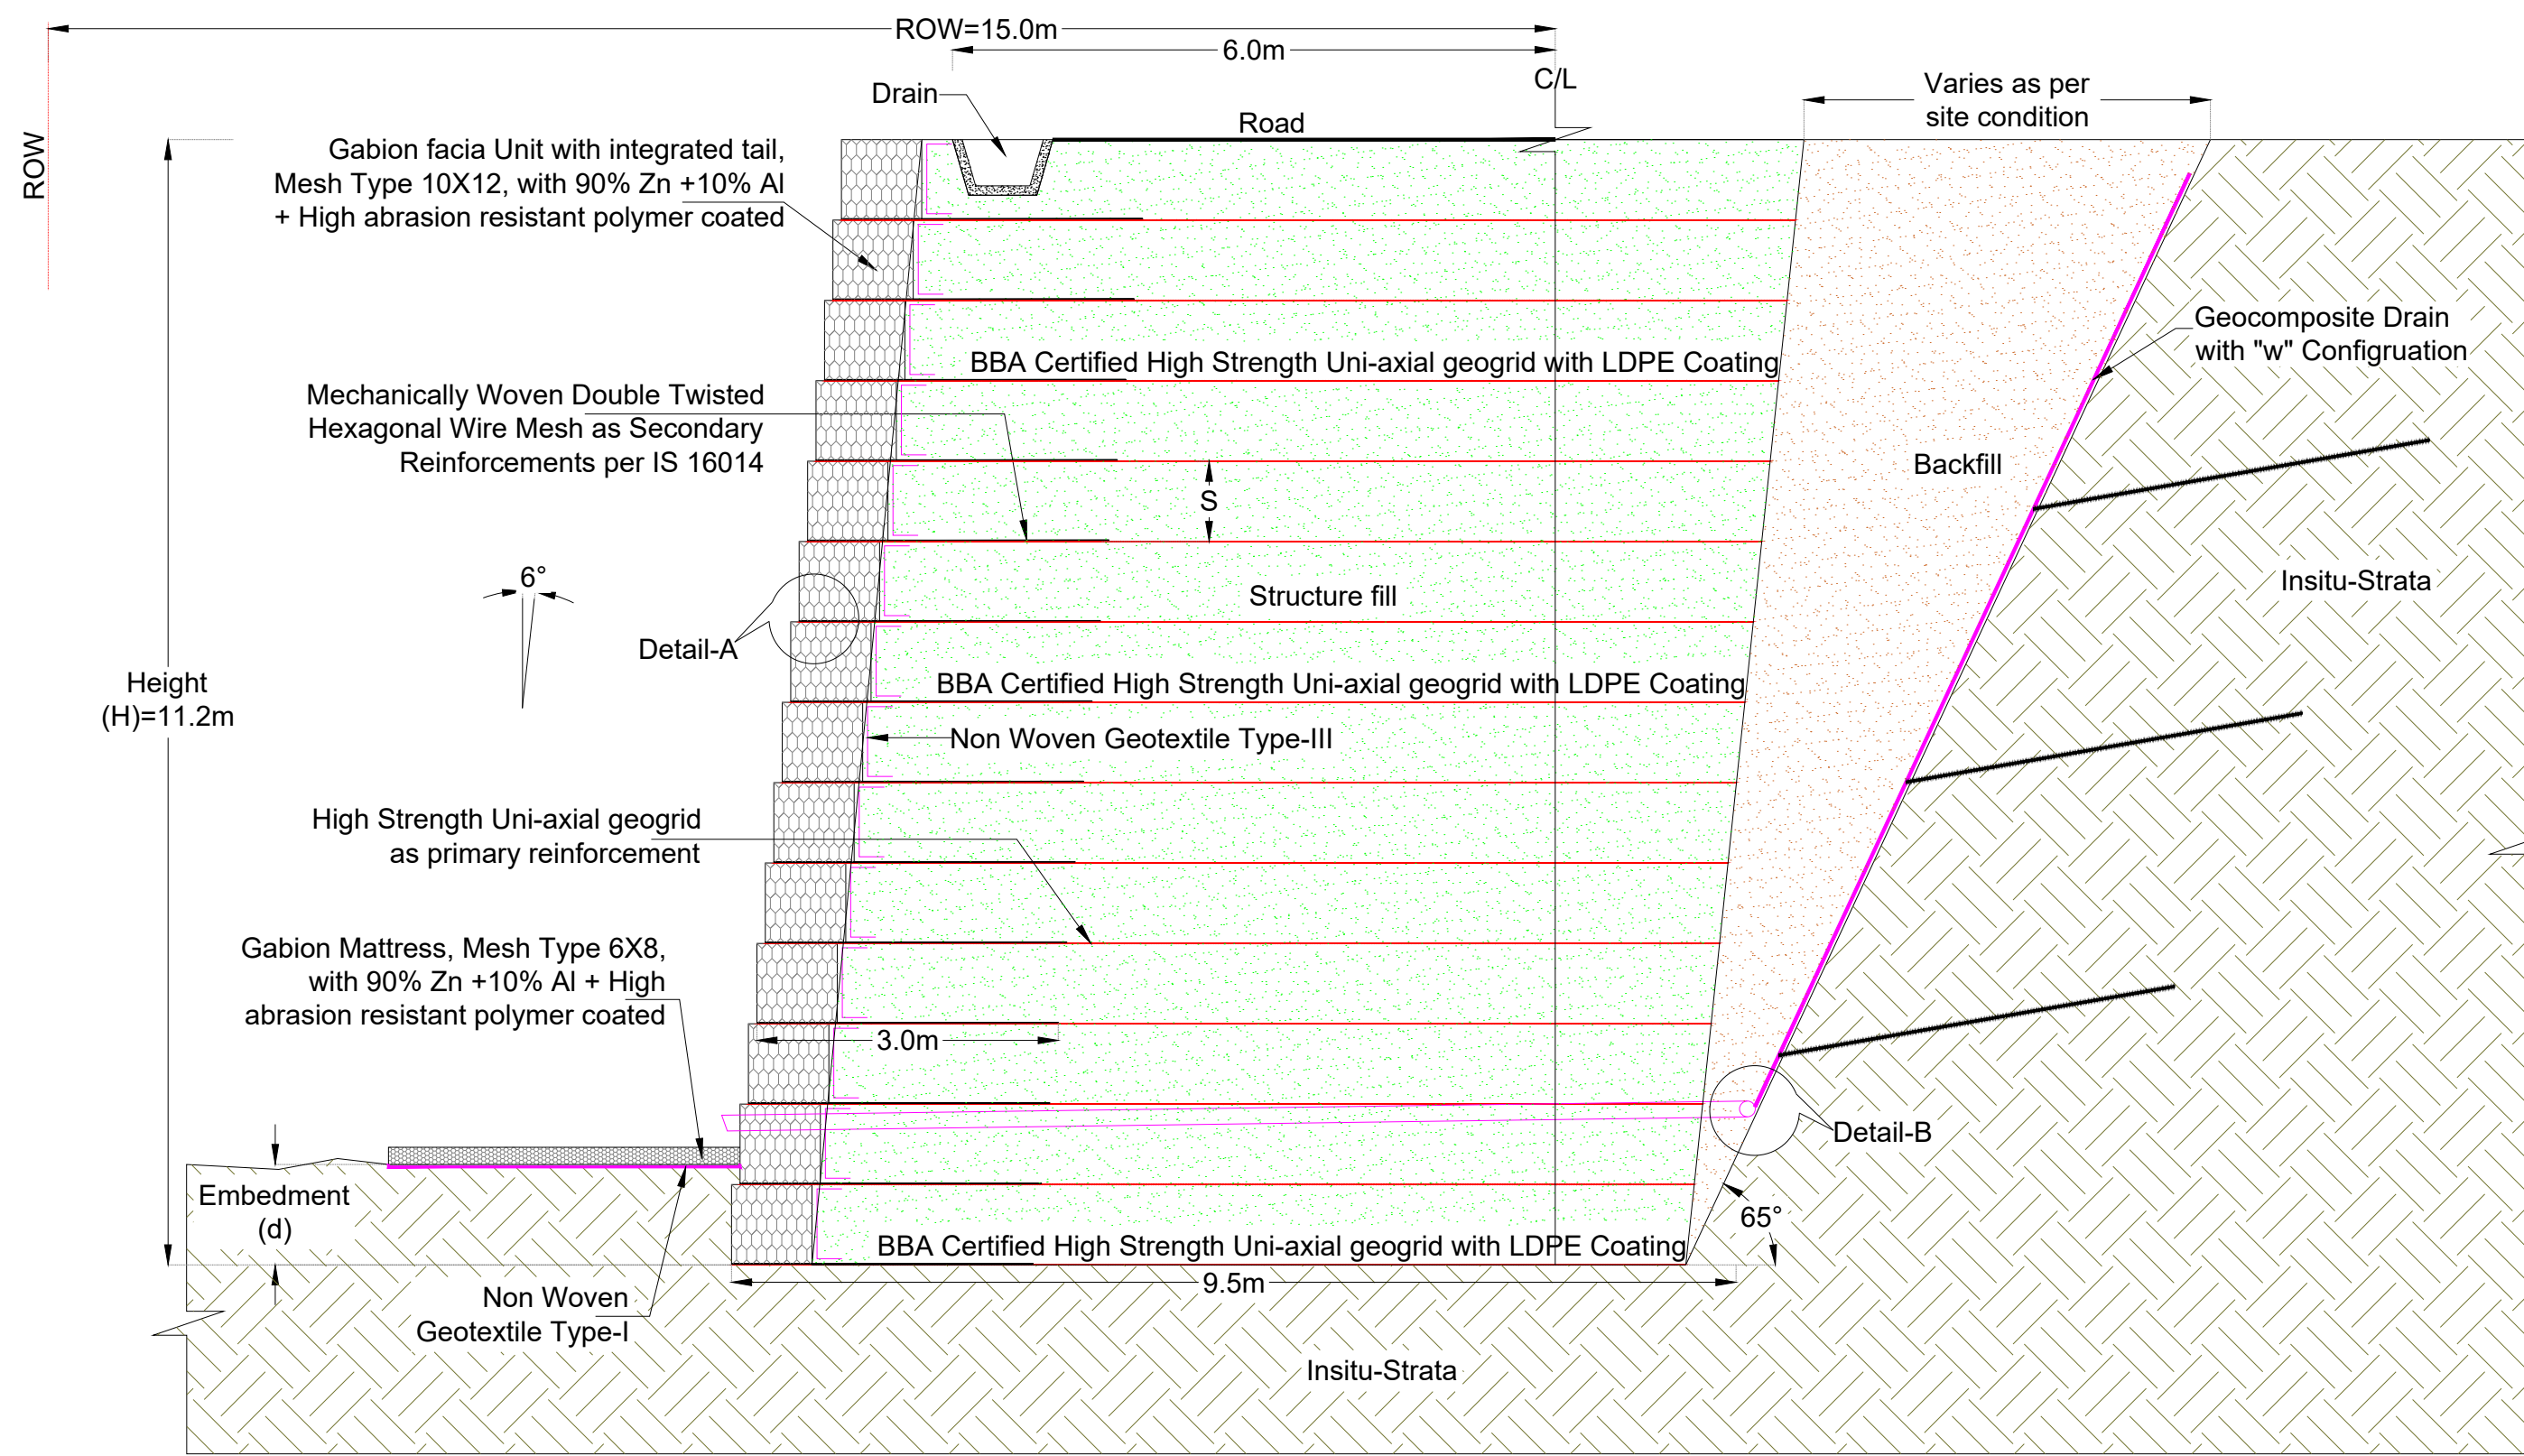 ROW=15.0m
6.0m
C/L
Drain
Road
Varies as per
site condition
ROW
Gabion facia Unit with integrated tail,
Mesh Type 10X12, with 90% Zn +10% Al
+ High abrasion resistant polymer coated
Geocomposite Drain
with "w" Configruation
BBA Certified High Strength Uni-axial geogrid with LDPE Coating
Mechanically Woven Double Twisted
Hexagonal Wire Mesh as Secondary
Reinforcements per IS 16014
Backfill
S
6°
Structure fill
Insitu-Strata
Detail-A
Height
(H)=11.2m
BBA Certified High Strength Uni-axial geogrid with LDPE Coating
Non Woven Geotextile Type-III
High Strength Uni-axial geogrid
as primary reinforcement
Gabion Mattress, Mesh Type 6X8,
with 90% Zn +10% Al + High
abrasion resistant polymer coated
3.0m
Detail-B
Embedment
(d)
65°
BBA Certified High Strength Uni-axial geogrid with LDPE Coating
9.5m
Non Woven
Geotextile Type-I
Insitu-Strata